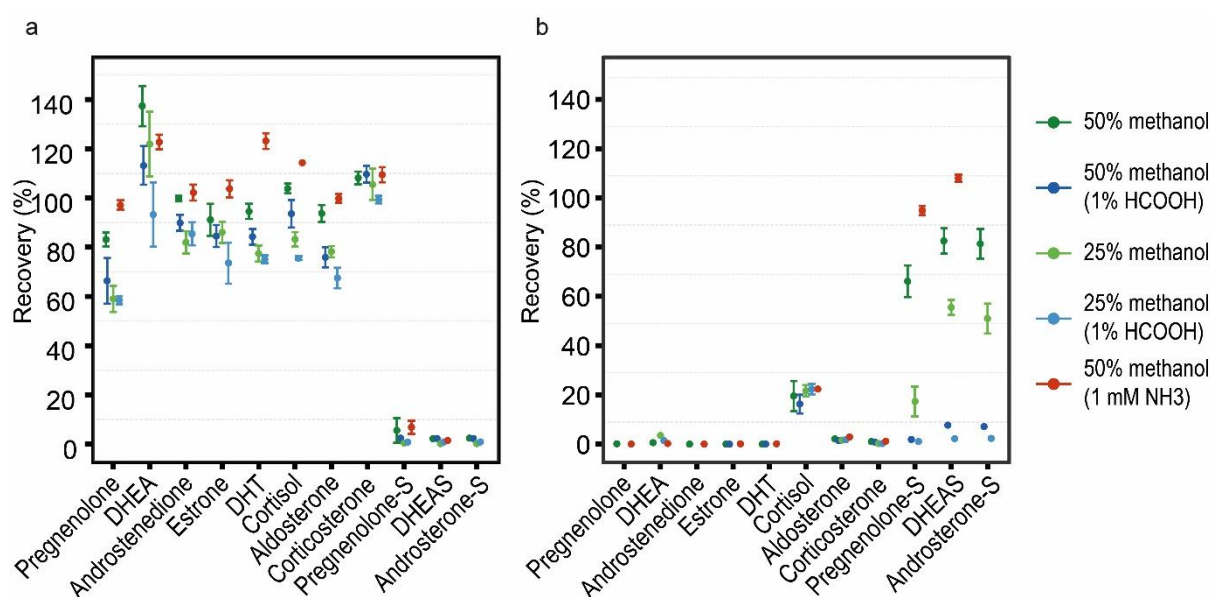 a
Recovery (%)
140
120
100
80
60
40
20
0
Pregnenolone
DHEA
Androstenedione
Estrone
DHT
Cortisol
Aldosterone
Corticosterone
Pregnenolone-S
DHEAS
Androsterone-S
b
Recovery (%)
140
120
100
80
60
40
20
0
Pregnenolone
DHEA
Androstenedione
Estrone
DHT
Cortisol
Aldosterone
Corticosterone
Pregnenolone-S
DHEAS
Androsterone-S
50% methanol
50% methanol
(1% HCOOH)
25% methanol
25% methanol
(1% HCOOH)
50% methanol
(1 mM NH3)